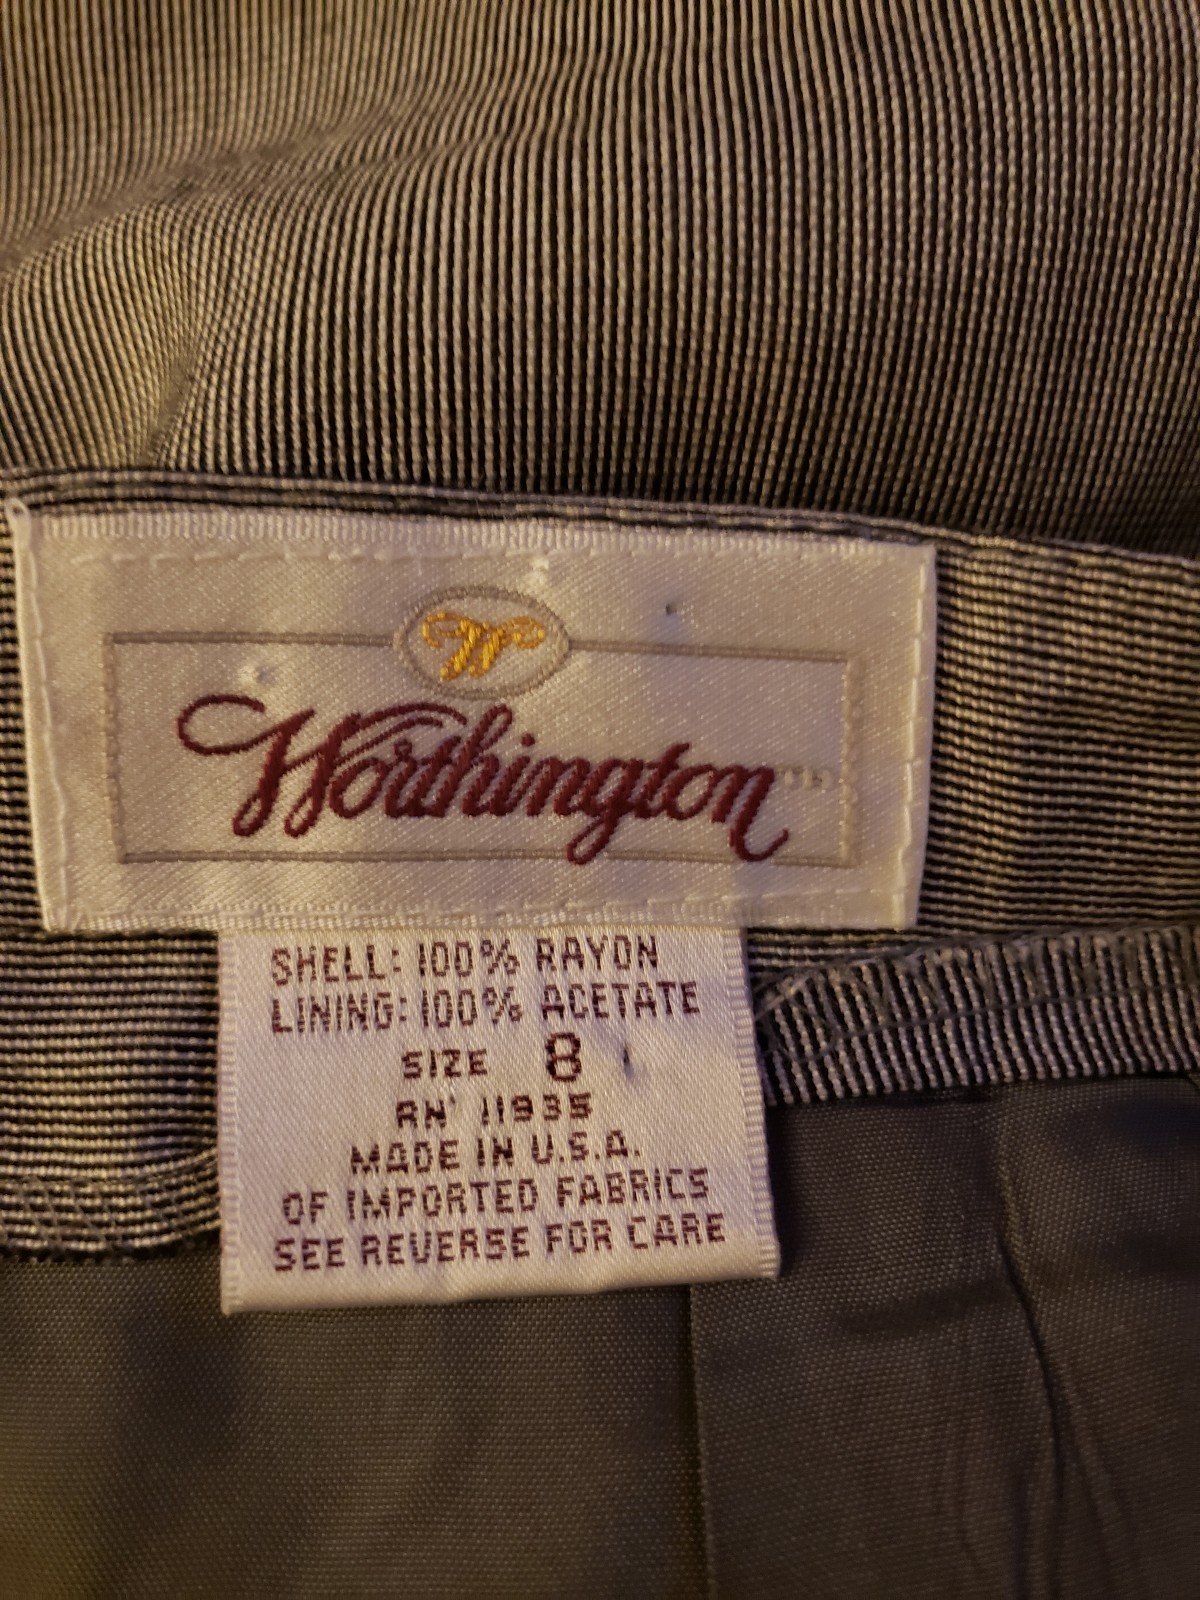 W
Worthington
SHELL: 100% RAYON
LINING: 100% ACETATE
SIZE 8
RN 11935
MADE IN U.S.A.
OF IMPORTED FABRICS
SEE REVERSE FOR CARE